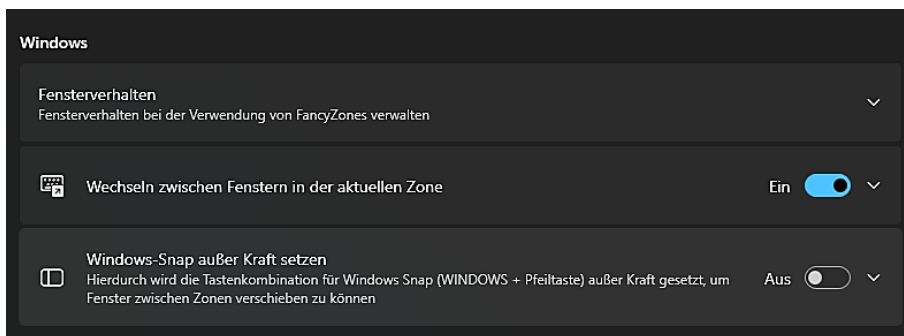 Windows
Fensterverhalten
Fensterverhalten bei der Verwendung von FancyZones verwalten
Wechseln zwischen Fenstern in der aktuellen Zone
Ein
Windows-Snap außer Kraft setzen
Hierdurch wird die Tastenkombination für Windows Snap (WINDOWS + Pfeiltaste) außer Kraft gesetzt, um
Fenster zwischen Zonen verschieben zu können
Aus